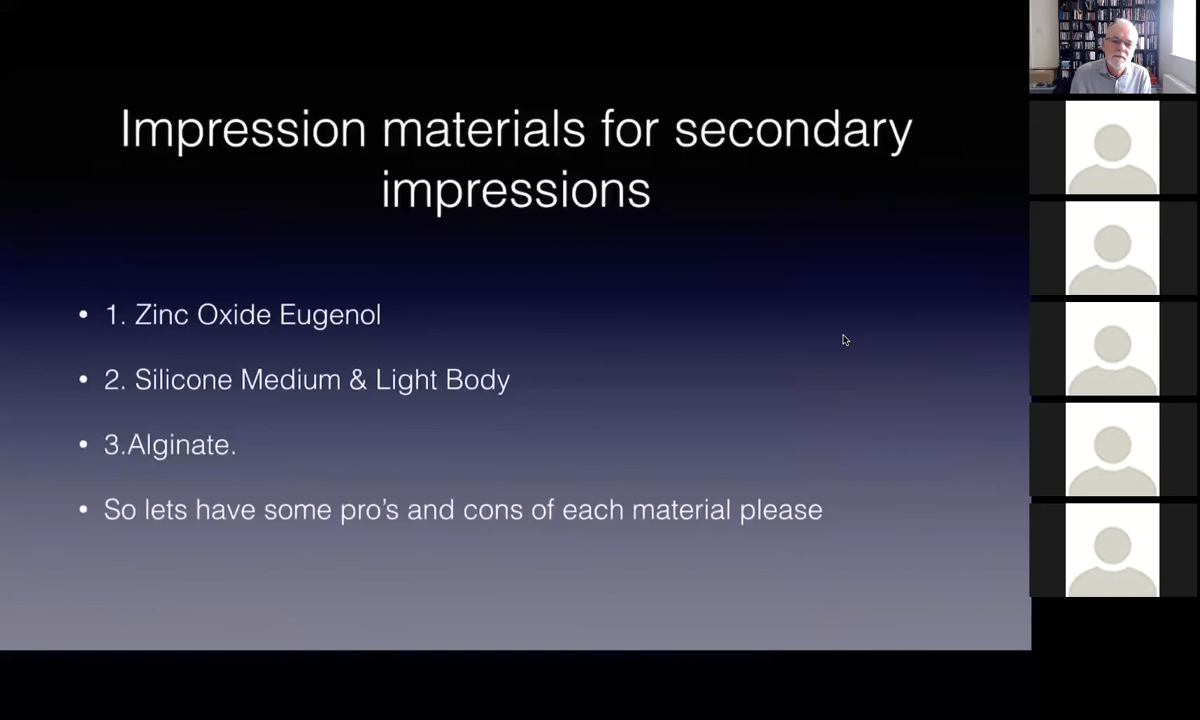 Impression materials for secondary
impressions
• 1. Zinc Oxide Eugenol
• 2. Silicone Medium & Light Body
• 3.Alginate.
• So lets have some pro's and cons of each material please